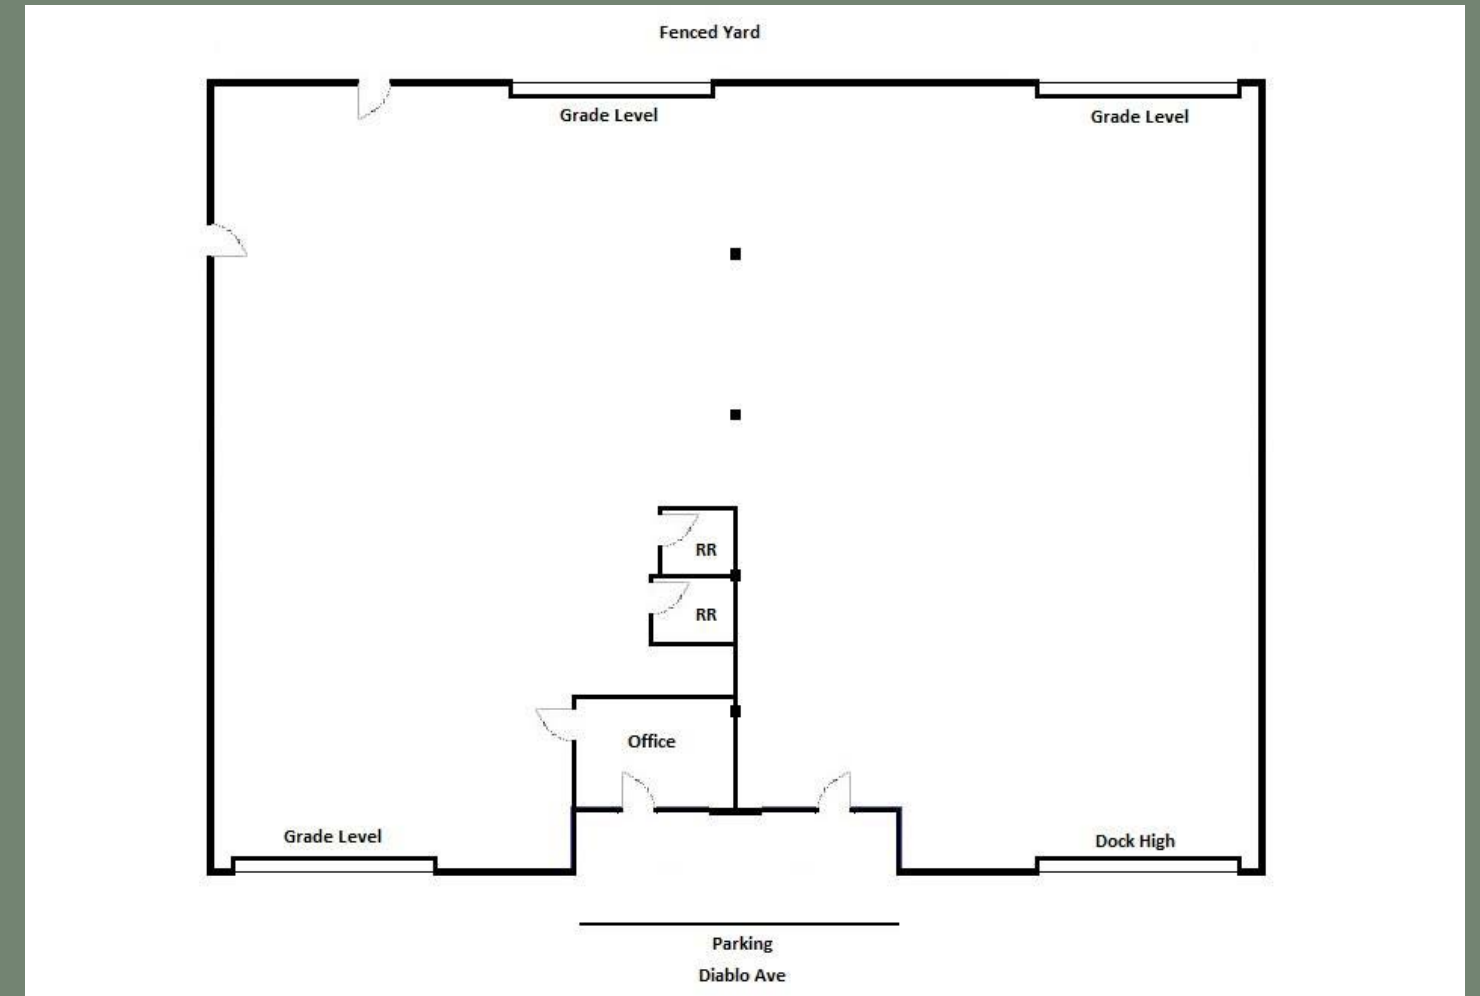 Fenced Yard
Grade Level
Grade Level
RR
RR
Office
Grade Level
Dock High
Parking
Diablo Ave